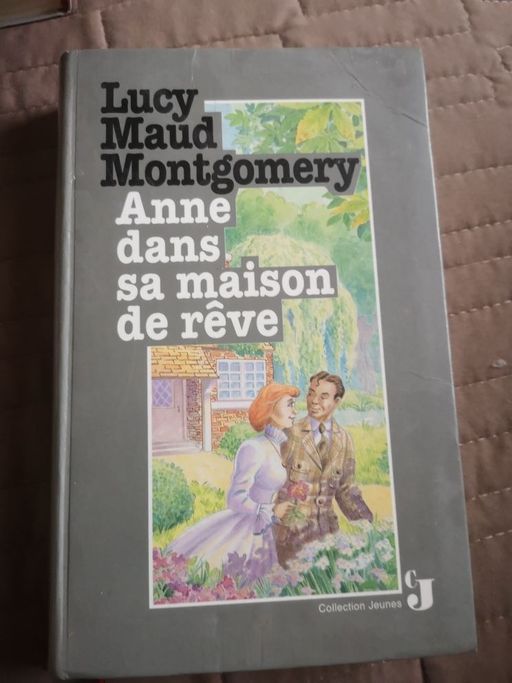 Lucy
Maud
Montgomery
Anne
dans
sa maison
de rêve
CJ
Collection Jeunes